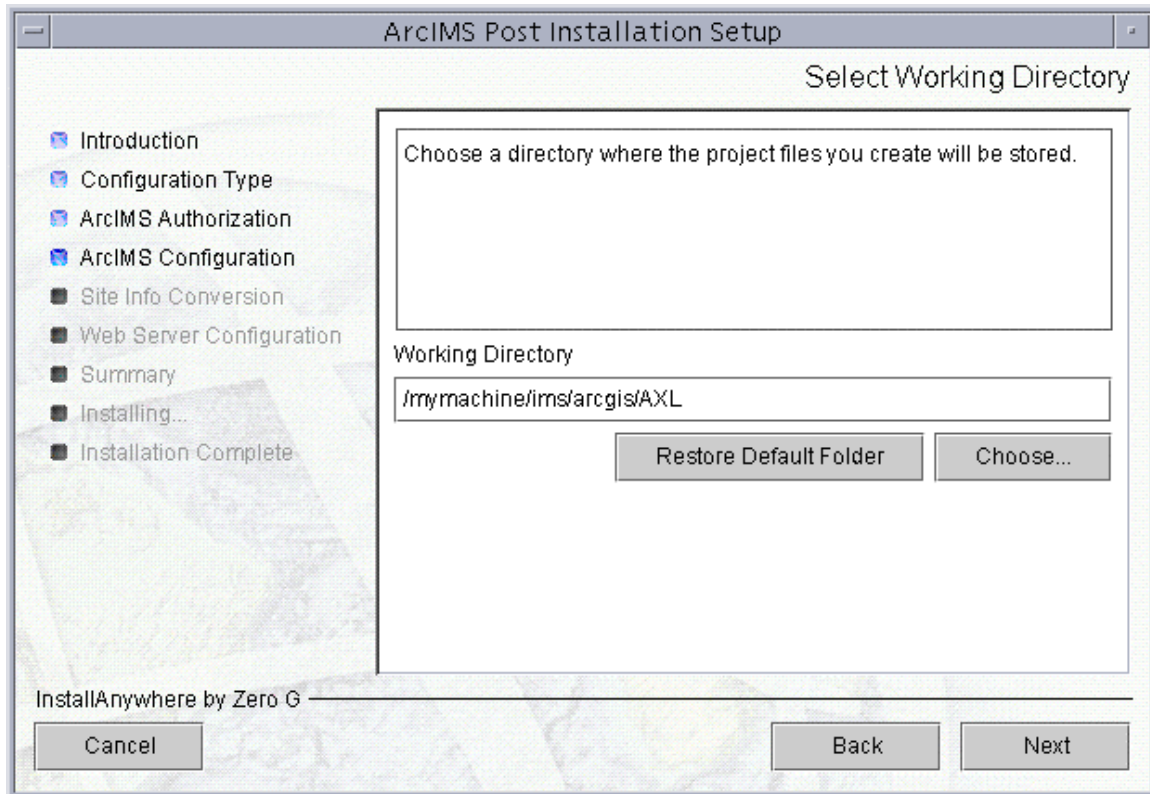 ArcIMS Post Installation Setup
Select Working Directory
Introduction
Configuration Type
ArcIMS Authorization
ArcIMS Configuration
Site Info Conversion
Web Server Configuration
Summary
Installing...
Installation Complete
Choose a directory where the project files you create will be stored.
Working Directory
/mymachine/ims/arcgis/AXL
Restore Default Folder
Choose...
InstallAnywhere by Zero G
Cancel
Back
Next